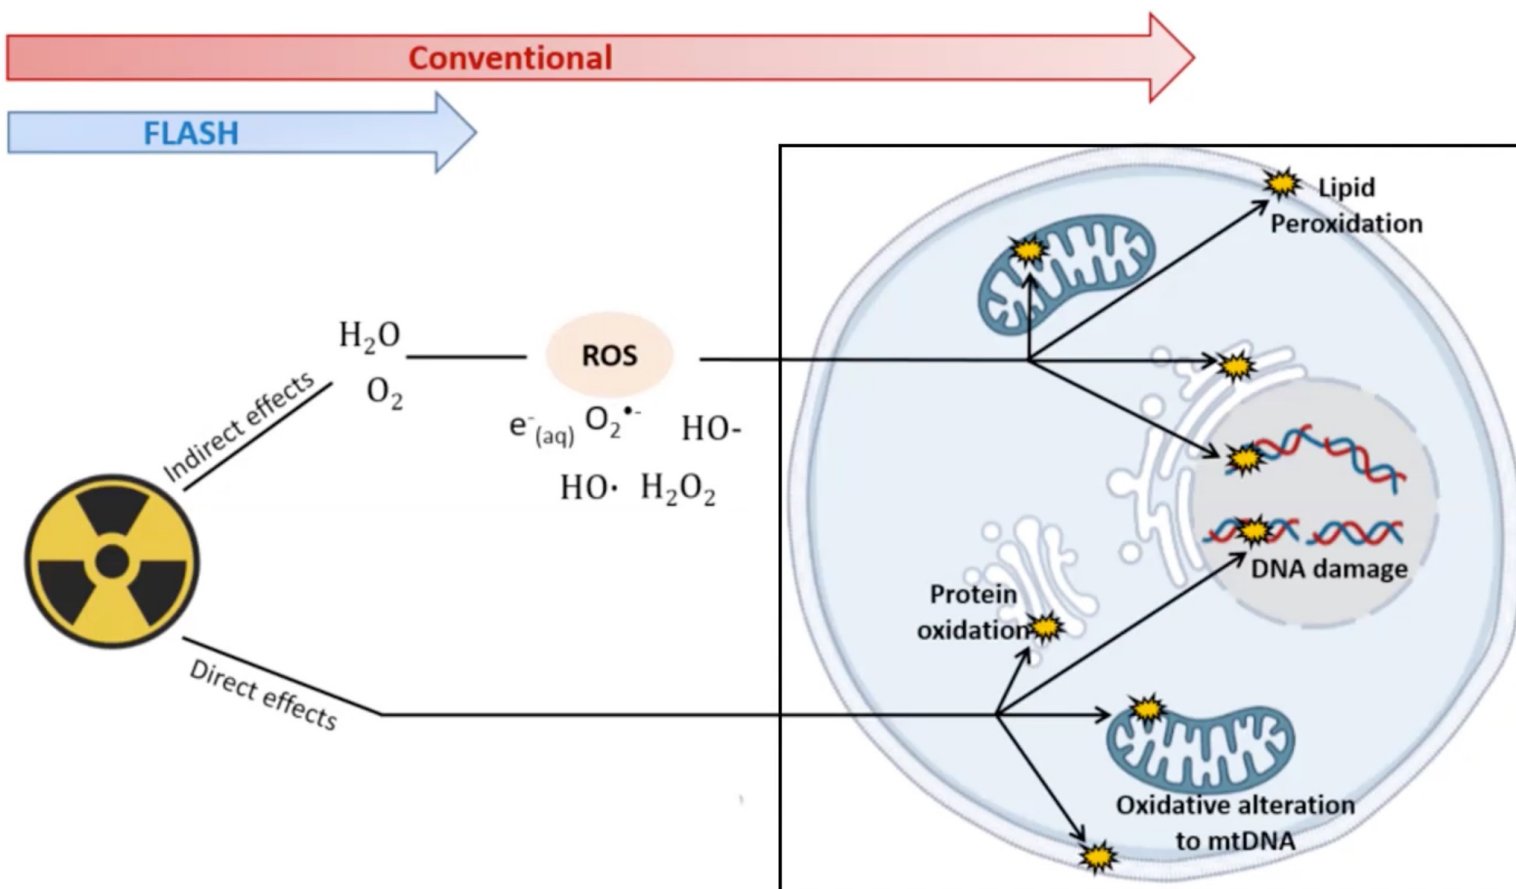 Conventional
FLASH
Lipid
Peroxidation
H₂O
O₂
ROS
Indirect effects
e⁻(aq) O₂•- HO-
HO· H₂O₂
DNA damage
Protein
oxidation
Direct effects
Oxidative alteration
to mtDNA